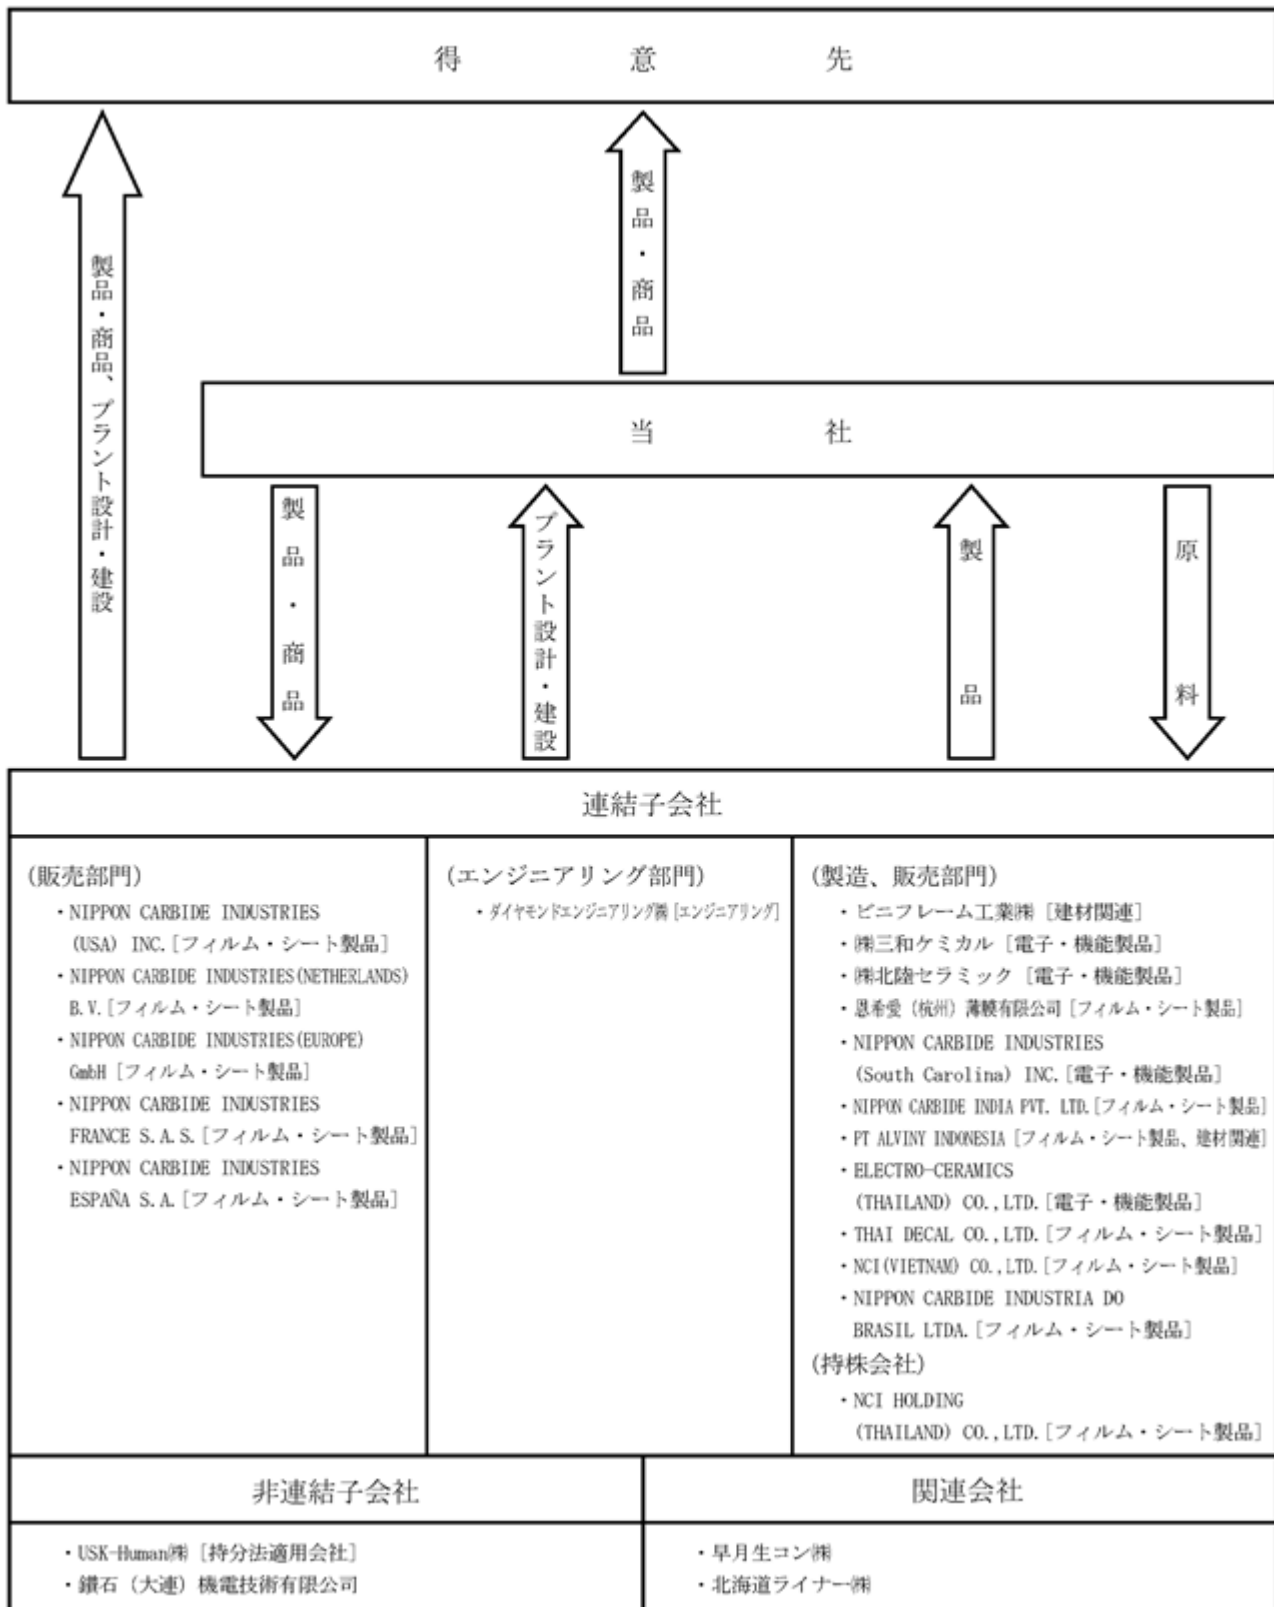 得意先
製品・商品、プラント設計・建設
製品・商品
当社
製品・商品
プラント設計・建設
製品
原料
連結子会社
(販売部門)
・NIPPON CARBIDE INDUSTRIES
(USA) INC.[フィルム・シート製品]
・NIPPON CARBIDE INDUSTRIES(NETHERLANDS)
B.V.[フィルム・シート製品]
・NIPPON CARBIDE INDUSTRIES(EUROPE)
GmbH [フィルム・シート製品]
・NIPPON CARBIDE INDUSTRIES
FRANCE S.A.S.[フィルム・シート製品]
・NIPPON CARBIDE INDUSTRIES
ESPAÑA S.A.[フィルム・シート製品]
(エンジニアリング部門)
・ダイヤモンドエンジニアリング㈱[エンジニアリング]
(製造、販売部門)
・ビニフレーム工業㈱ [建材関連]
・㈱三和ケミカル [電子・機能製品]
・㈱北陸セラミック [電子・機能製品]
・恩希愛（杭州）薄膜有限公司[フィルム・シート製品]
・NIPPON CARBIDE INDUSTRIES
(South Carolina) INC.[電子・機能製品]
・NIPPON CARBIDE INDIA PVT. LTD.[フィルム・シート製品]
・PT ALVINY INDONESIA [フィルム・シート製品、建材関連]
・ELECTRO-CERAMICS
(THAILAND) CO.,LTD.[電子・機能製品]
・THAI DECAL CO.,LTD.[フィルム・シート製品]
・NCI(VIETNAM) CO.,LTD.[フィルム・シート製品]
・NIPPON CARBIDE INDUSTRIA DO
BRASIL LTDA.[フィルム・シート製品]
(持株会社)
・NCI HOLDING
(THAILAND) CO.,LTD.[フィルム・シート製品]
非連結子会社
・USK-Human㈱ [持分法適用会社]
・鑽石（大連）機電技術有限公司
関連会社
・早月生コン㈱
・北海道ライナー㈱